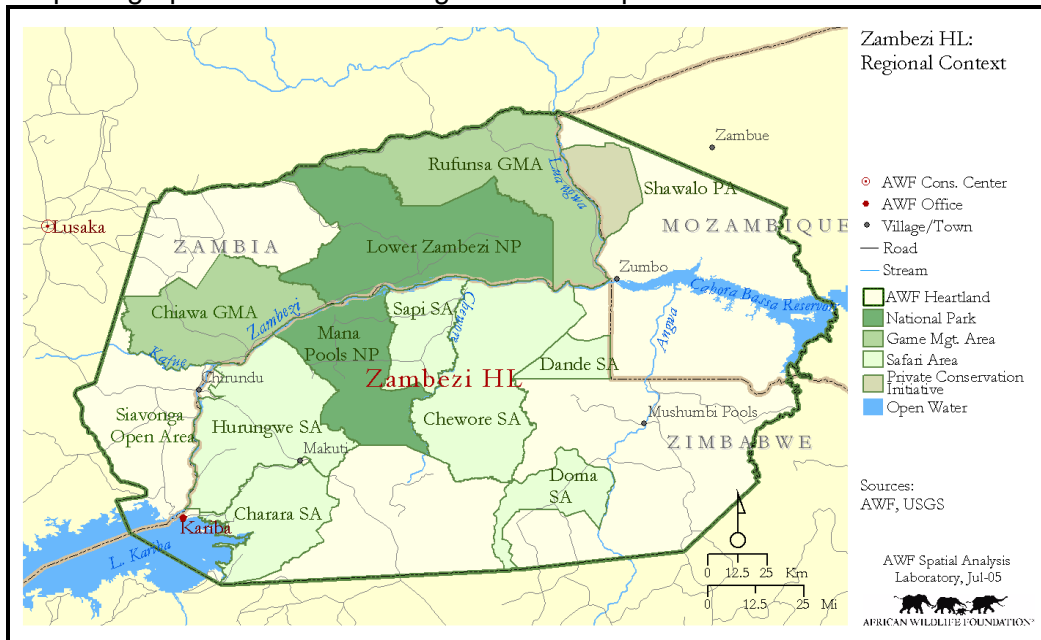 Zambezi HL:
Regional Context
Zambue
Rufunsa GMA
Luangwa
Shawalo PA
Lusaka
MOZAMBIQUE
ZAMBIA
Lower Zambezi NP
Zumbo
Cabora Bassa Reservoir
Sapi SA
Chewore
Chiawa GMA
Zambezi
Mana
Pools NP
Angua
Kafue
Dande SA
Chirundu
Zambezi HL
Siavonga
Open Area
Hurungwe SA
Chewore SA
Mushumbi Pools
Makuti
ZIMBABWE
Doma
SA
Charara SA
Kariba
L. Kariba
AWF Cons. Center
AWF Office
Village/Town
Road
Stream
AWF Heartland
National Park
Game Mgt. Area
Safari Area
Private Conservation
Initiative
Open Water
Sources:
AWF, USGS
0 12.5 25 Km
0 12.5 25 Mi
AWF Spatial Analysis
Laboratory, Jul-05
AFRICAN WILDLIFE FOUNDATION